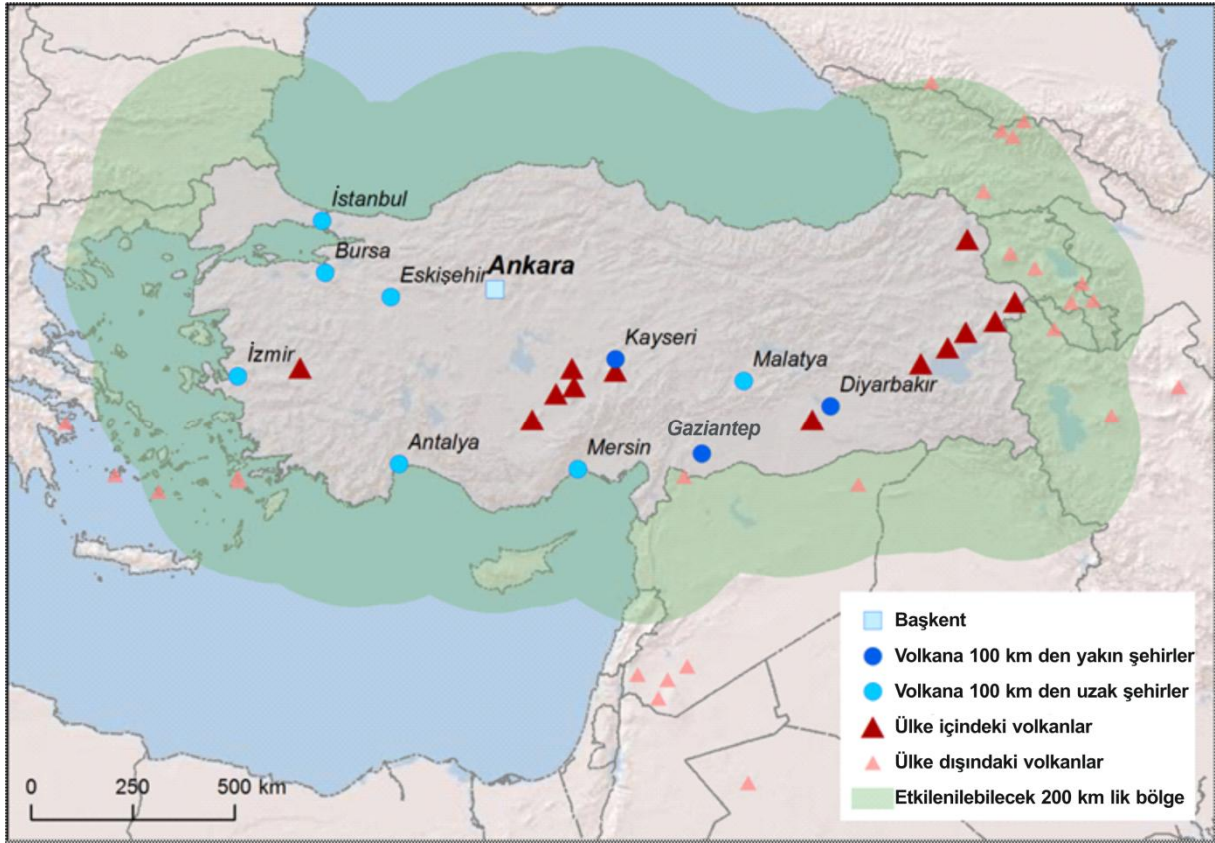 İstanbul
Bursa
Eskişehir
Ankara
Kayseri
İzmir
Malatya
Diyarbakır
Gaziantep
Antalya
Mersin
Başkent
Volkana 100 km den yakın şehirler
Volkana 100 km den uzak şehirler
Ülke içindeki volkanlar
Ülke dışındaki volkanlar
Etkilenilebilecek 200 km lik bölge
0 250 500 km